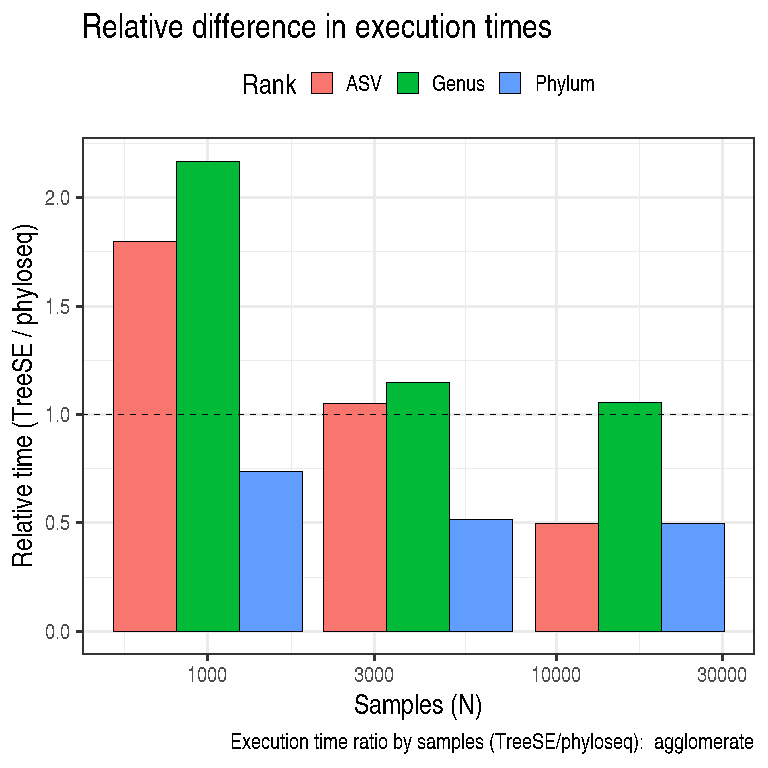 Relative difference in execution times
Rank ASV Genus Phylum
Relative time (TreeSE / phyloseq)
2.0
1.5
1.0
0.5
0.0
1000 3000 10000 30000
Samples (N)
Execution time ratio by samples (TreeSE/phyloseq): agglomerate